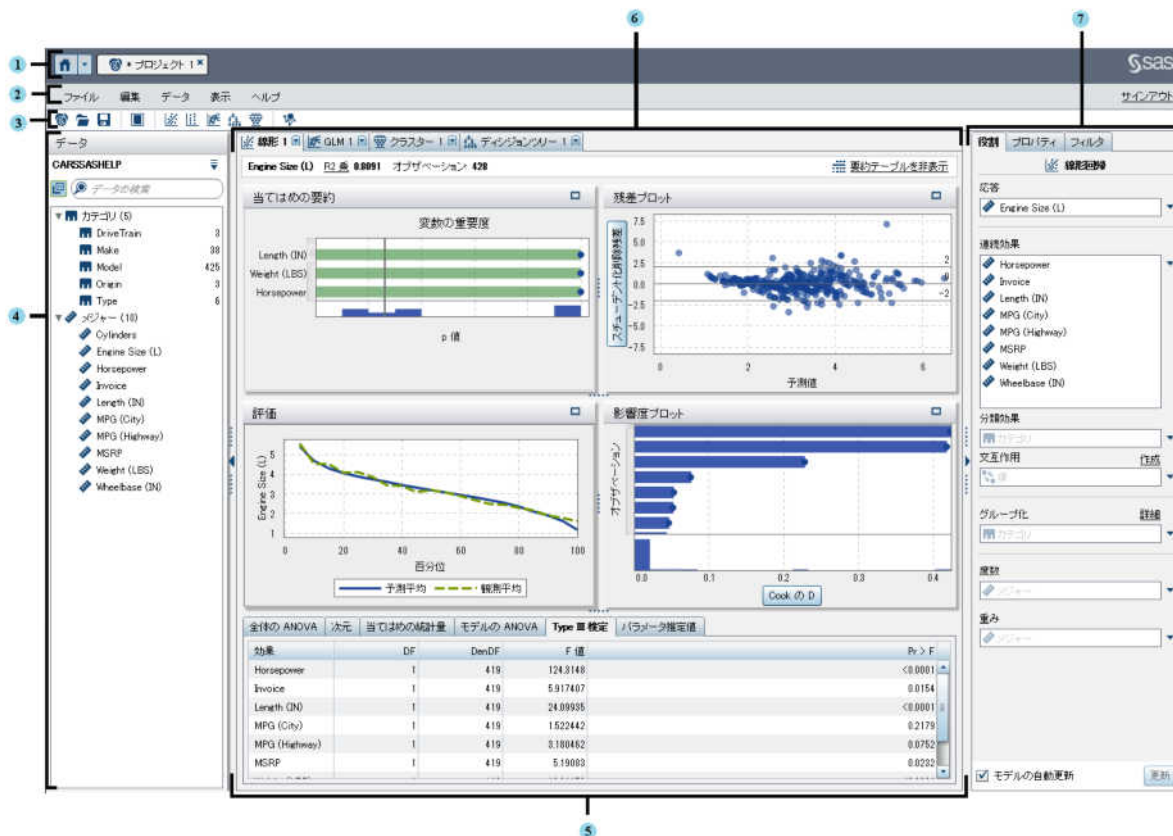 6
7
1
プロジェクト 1
sas
2
ファイル 編集 データ 表示 ヘルプ
サインアウト
3
データ
CARSSASHELP
データの検索
カテゴリ (5)
DriveTrain 3
Make 38
Model 425
Origin 3
Type 6
4
メジャー (10)
Cylinders
Engine Size (L)
Horsepower
Invoice
Length (IN)
MPG (City)
MPG (Highway)
MSRP
Weight (LBS)
Wheelbase (IN)
線形 1 GLM 1 クラスター 1 ディシジョンツリー 1
Engine Size (L) R2 乗 0.8091 オブザベーション 428
要約テーブルを非表示
当てはめの要約
変数の重要度
Length (IN)
Weight (LBS)
Horsepower
p 値
残差プロット
スチューデント化削除残差
7.5
5.0
2.5
0.0
-2.5
-5.0
-7.5
2
0
-2
0 2 4 6
予測値
評価
Engine Size (L)
5
4
3
2
1
0 20 40 60 80 100
百分位
予測平均 観測平均
影響度プロット
オブザベーション
0.0 0.1 0.2 0.3 0.4
Cook の D
全体の ANOVA 次元 当てはめの統計量 モデルの ANOVA Type Ⅲ 検定 パラメータ推定値
効果 DF DenDF F 値 Pr > F
Horsepower 1 419 124.3148 <0.0001
Invoice 1 419 5.917407 0.0154
Length (IN) 1 419 24.09935 <0.0001
MPG (City) 1 419 1.522442 0.2179
MPG (Highway) 1 419 3.180462 0.0752
MSRP 1 419 5.19083 0.0232
5
役割 プロパティ フィルタ
線形回帰
応答
Engine Size (L)
連続効果
Horsepower
Invoice
Length (IN)
MPG (City)
MPG (Highway)
MSRP
Weight (LBS)
Wheelbase (IN)
分類効果
カテゴリ
交互作用 作成
値
グループ化 詳細
カテゴリ
度数
メジャー
重み
メジャー
モデルの自動更新 更新